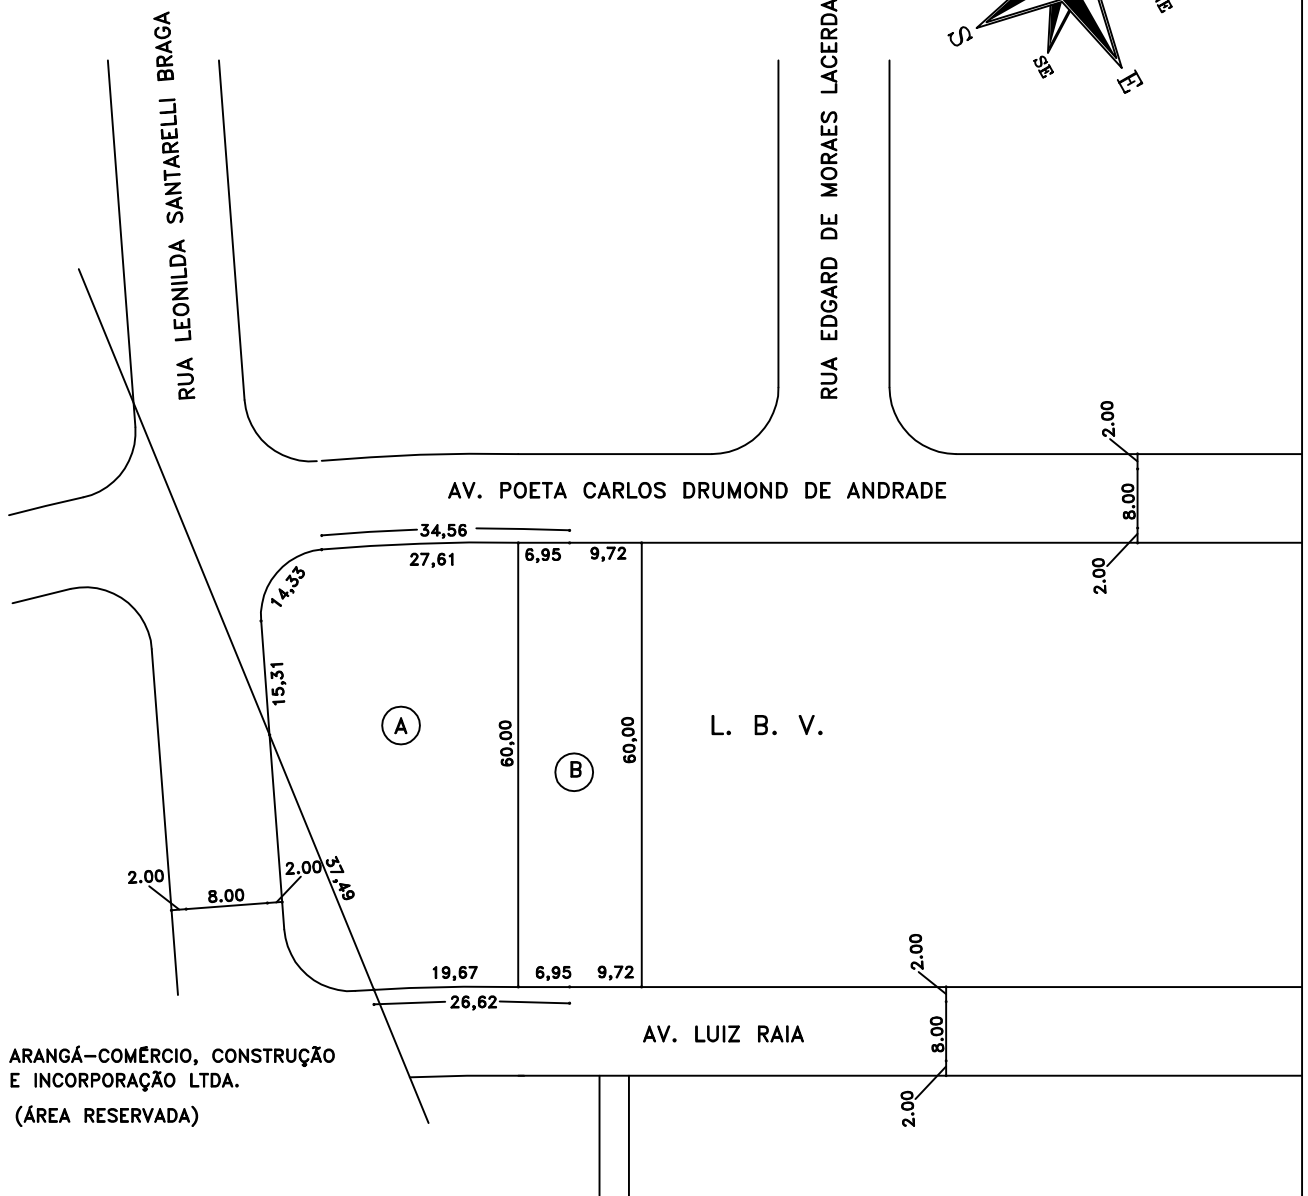 RUA LEONILDA SANTARELLI BRAGA
RUA EDGARD DE MORAES LACERDA
S
SE
E
2.00
8.00
2.00
AV. POETA CARLOS DRUMOND DE ANDRADE
34,56
27,61
6,95
9,72
14,33
15,31
A
60,00
B
60,00
L. B. V.
2.00
8.00
2.00
37,49
19,67
6,95
9,72
26,62
2.00
8.00
2.00
AV. LUIZ RAIA
ARANGÁ-COMÉRCIO, CONSTRUÇÃO
E INCORPORAÇÃO LTDA.
(ÁREA RESERVADA)